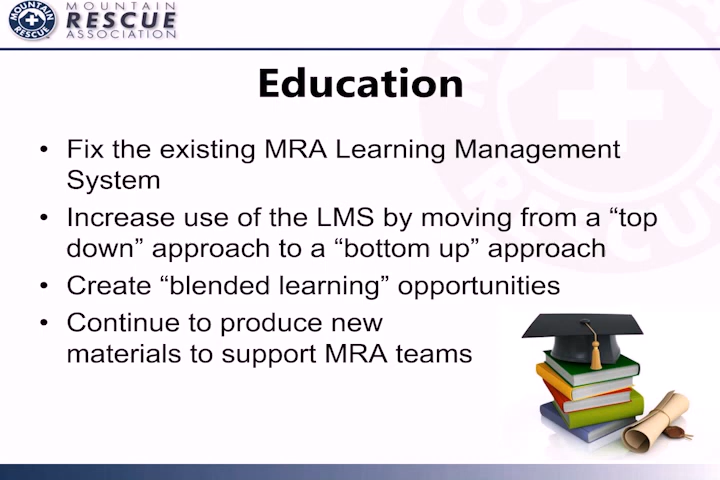 MOUNTAIN
RESCUE
ASSOCIATION
MOUNTAIN
RESCUE
Education
• Fix the existing MRA Learning Management
System
• Increase use of the LMS by moving from a “top
down” approach to a “bottom up” approach
• Create “blended learning” opportunities
• Continue to produce new
materials to support MRA teams